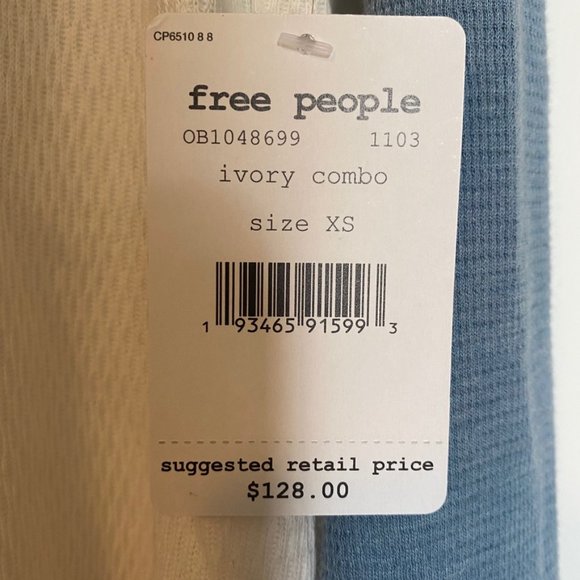 CP6510 8 8
free people
OB1048699 1103
ivory combo
size XS
1 93465 91599 3
suggested retail price
$128.00